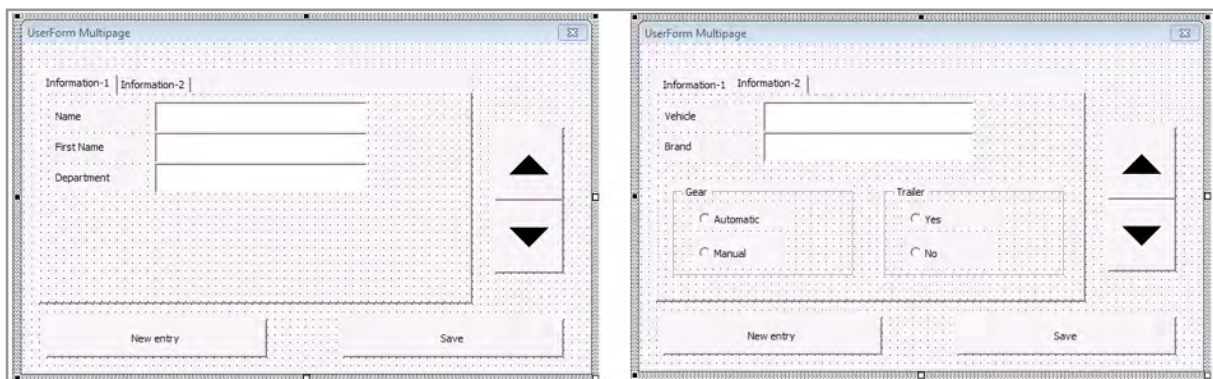 UserForm Multipage
Information-1 Information-2
Name
First Name
Department
New entry Save
UserForm Multipage
Information-1 Information-2
Vehicle
Brand
Gear Trailer
Automatic Yes
Manual No
New entry Save